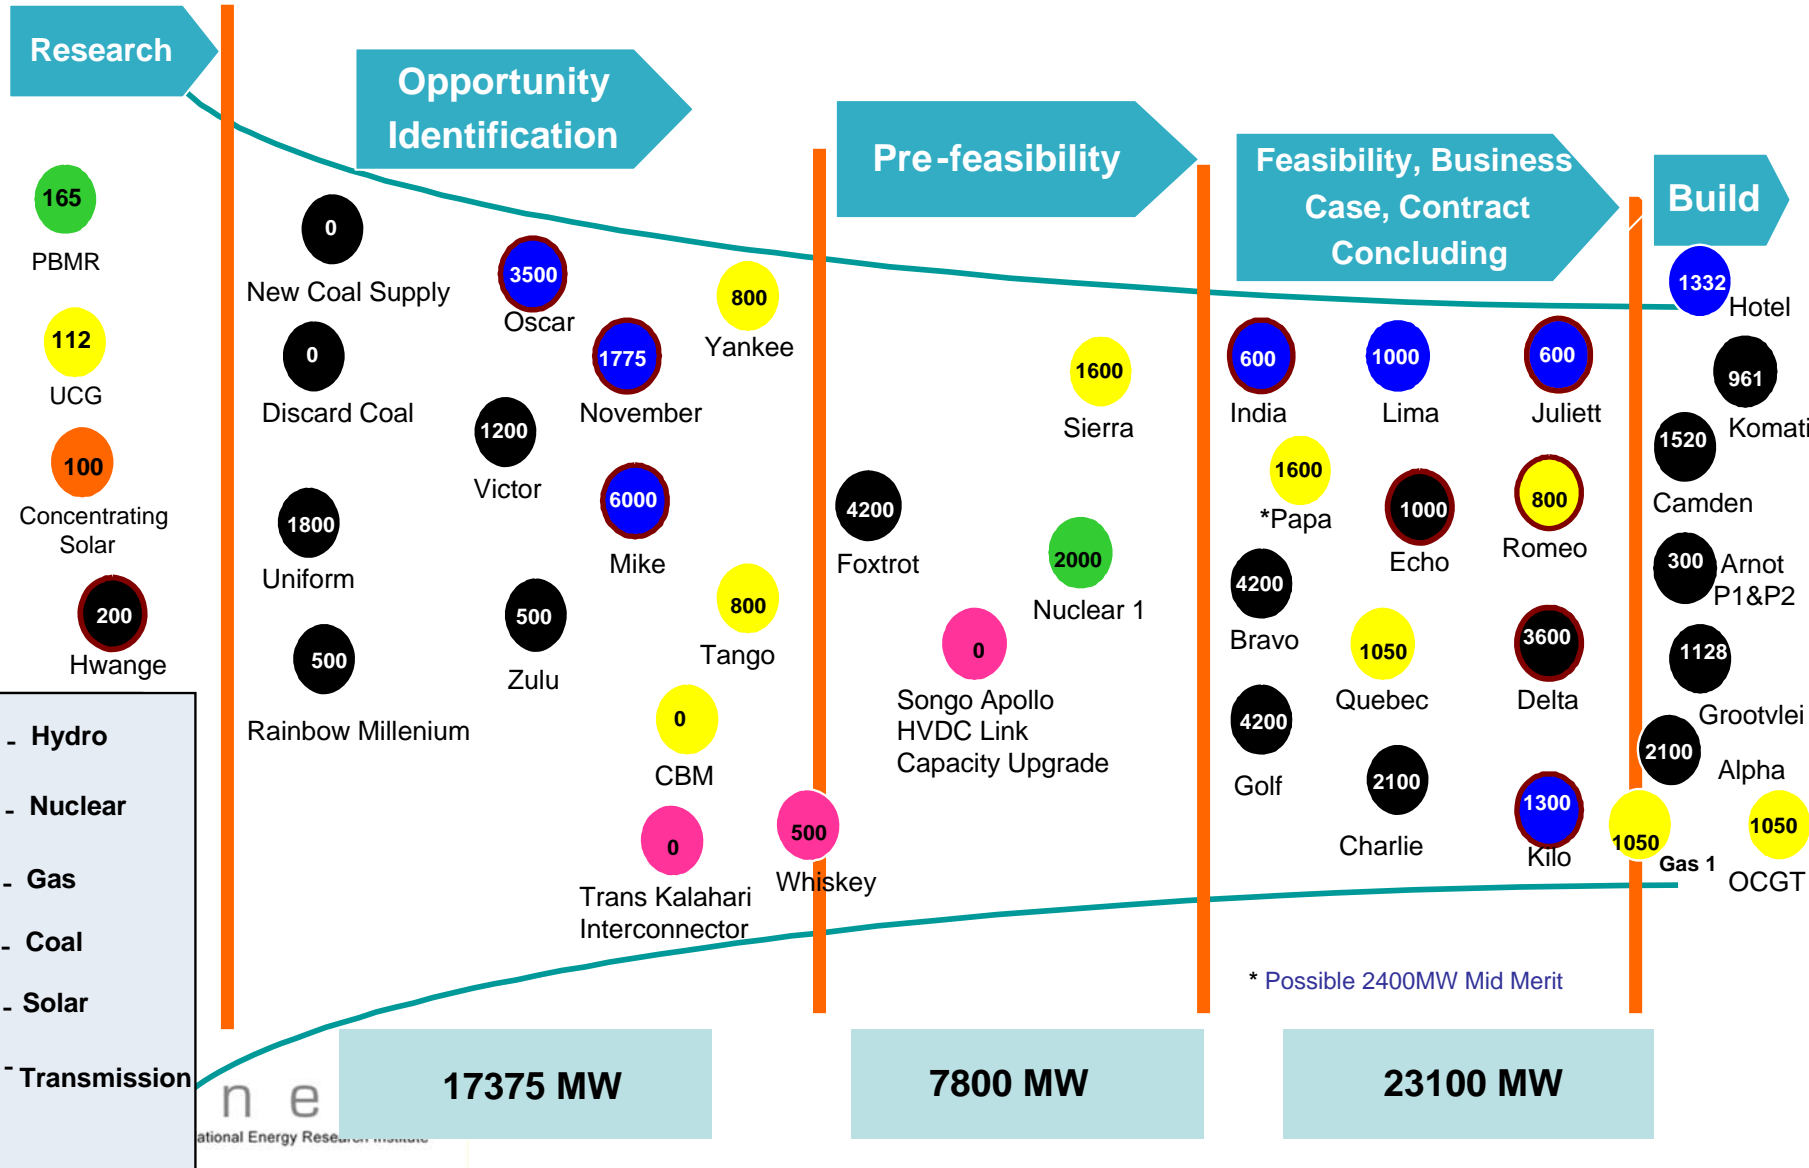 Research
Opportunity
Identification
Pre-feasibility
Feasibility, Business
Case, Contract
Concluding
Build
165
PBMR
112
UCG
100
Concentrating
Solar
200
Hwange
- Hydro
- Nuclear
- Gas
- Coal
- Solar
- Transmission
0
New Coal Supply
0
Discard Coal
1800
Uniform
500
Rainbow Millenium
3500
Oscar
1775
November
1200
Victor
6000
Mike
500
Zulu
800
Yankee
800
Tango
0
CBM
0
Trans Kalahari
Interconnector
500
Whiskey
1600
Sierra
4200
Foxtrot
2000
Nuclear 1
0
Songo Apollo
HVDC Link
Capacity Upgrade
600
India
1000
Lima
600
Juliett
1600
*Papa
1000
Echo
800
Romeo
4200
Bravo
1050
Quebec
3600
Delta
4200
Golf
2100
Charlie
1300
Kilo
1332
Hotel
961
Komati
1520
Camden
300
Arnot
P1&P2
1128
Grootvlei
2100
Alpha
1050
Gas 1
1050
OCGT
* Possible 2400MW Mid Merit
17375 MW
7800 MW
23100 MW
n e
ational Energy Research Institute